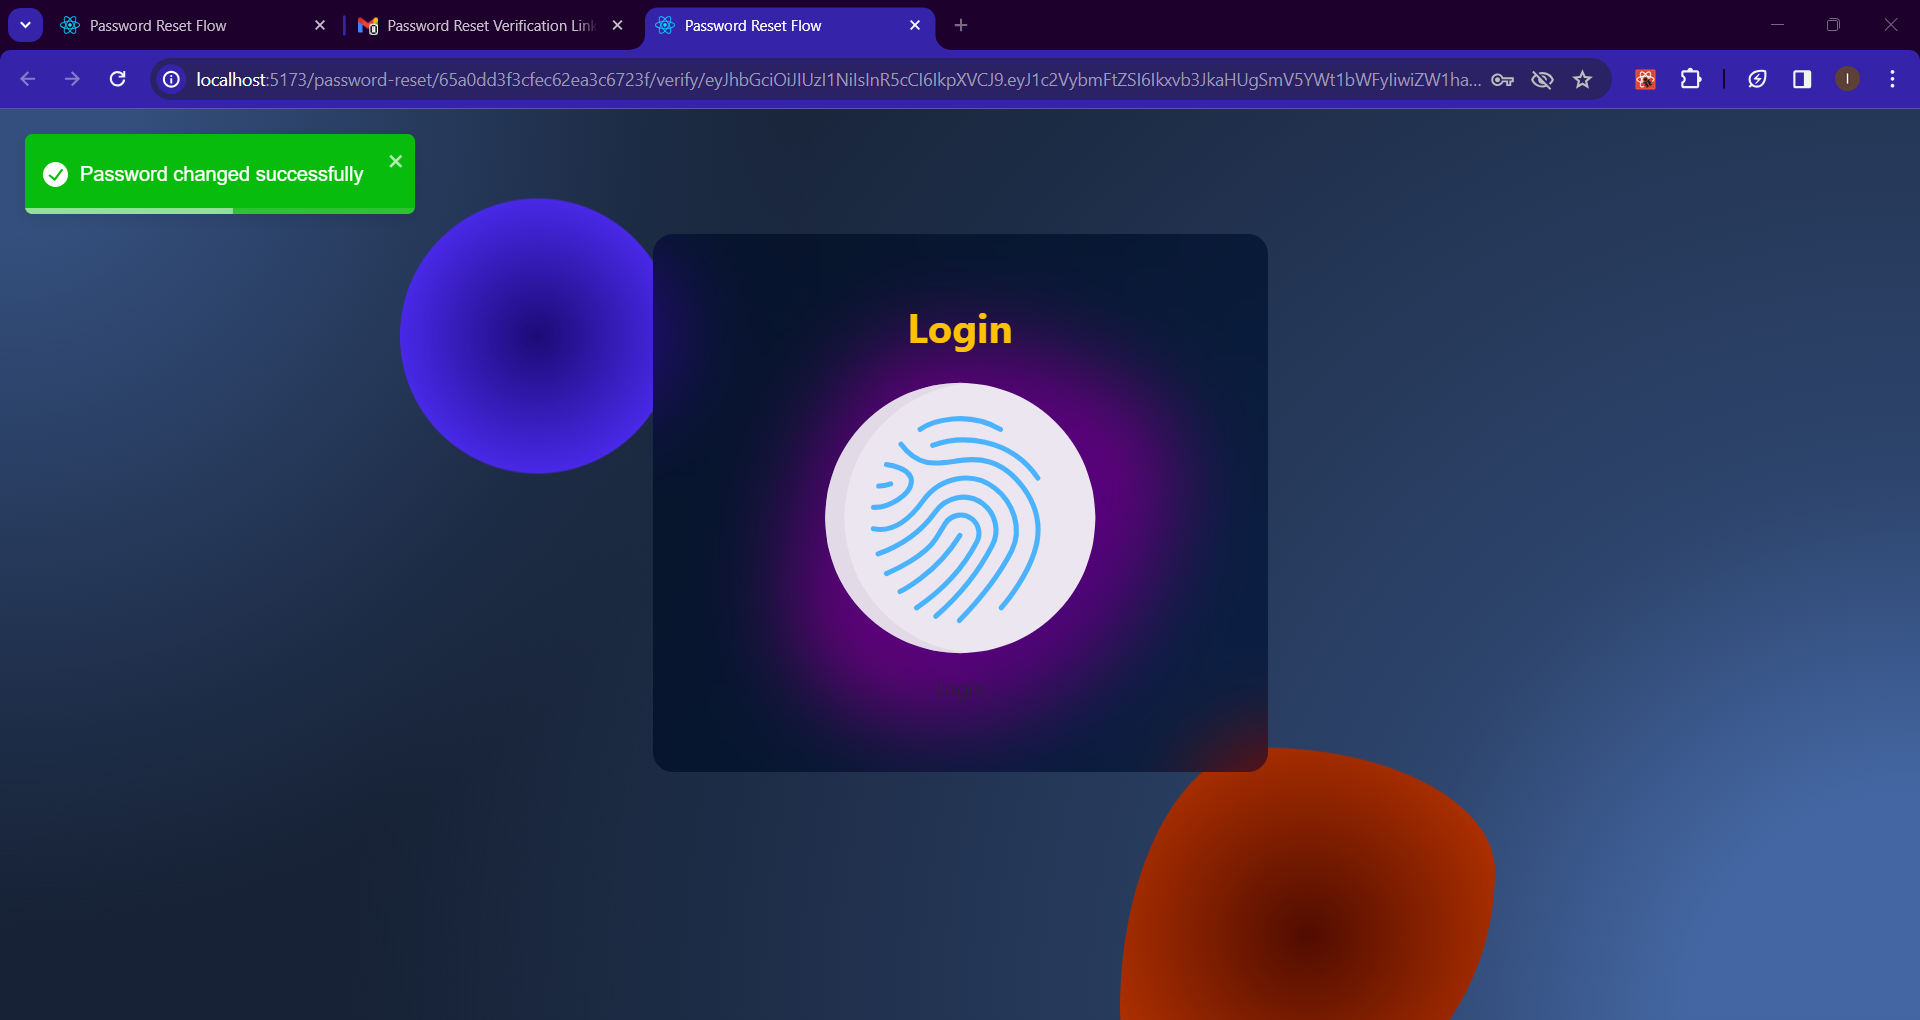 Password Reset Flow
Password Reset Verification Link
Password Reset Flow
localhost:5173/password-reset/65a0dd3f3cfec62ea3c6723f/verify/eyJhbGciOiJIUzI1NiIsInR5cCI6IkpXVCJ9.eyJ1c2VybmFtZSI6Ikxvb3JkaHUgSmV5YWt1bWFyIiwiZW1ha...
I
Password changed successfully
Login
Login